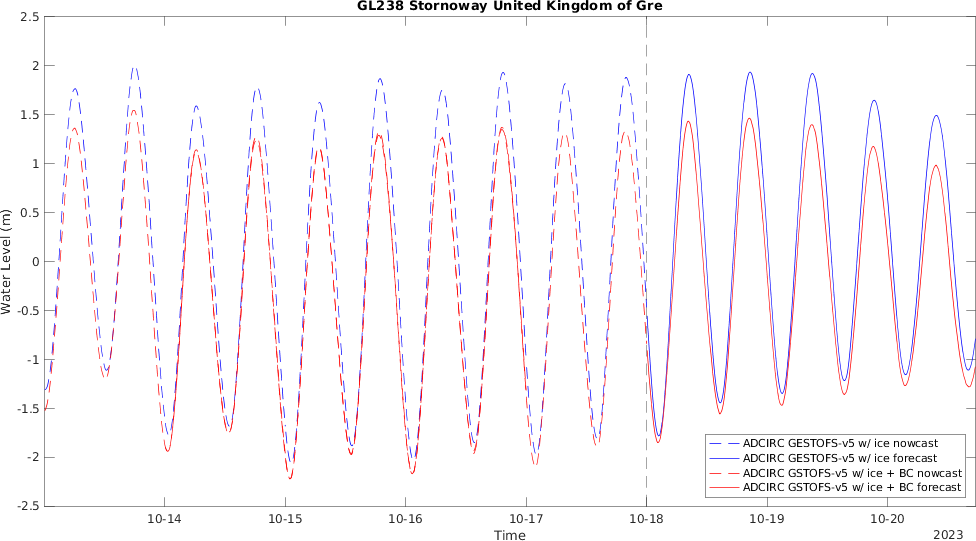 GL238 Stornoway United Kingdom of Gre
2.5
2
1.5
1
0.5
0
-0.5
-1
-1.5
-2
-2.5
Water Level (m)
10-14
10-15
10-16
10-17
10-18
10-19
10-20
Time
2023
ADCIRC GESTOFS-v5 w/ ice nowcast
ADCIRC GESTOFS-v5 w/ ice forecast
ADCIRC GSTOFS-v5 w/ ice + BC nowcast
ADCIRC GSTOFS-v5 w/ ice + BC forecast